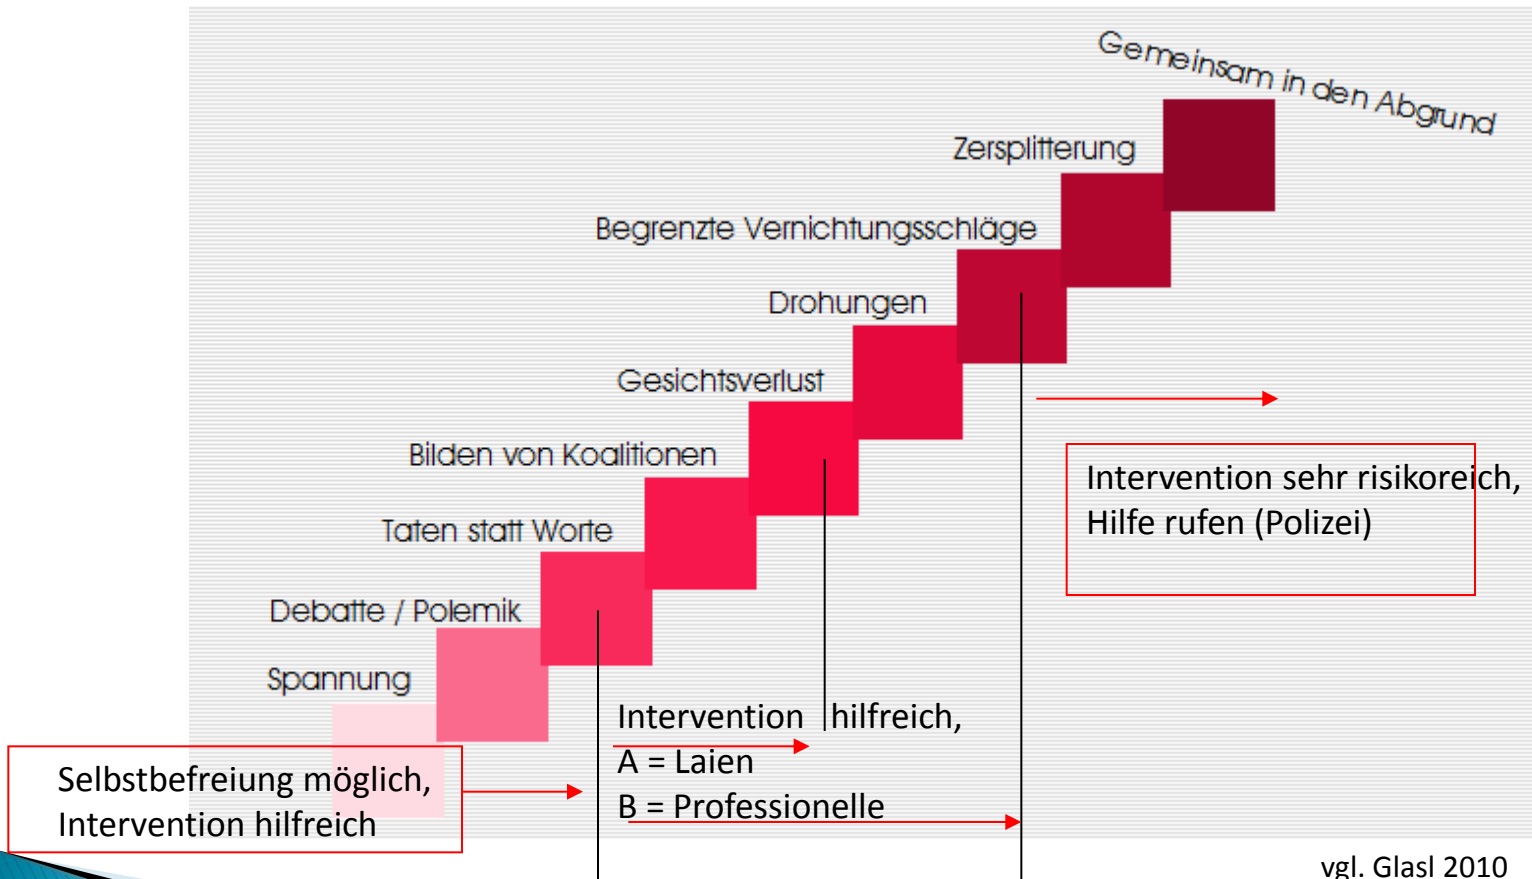 Gemeinsam in den Abgrund
Zersplitterung
Begrenzte Vernichtungsschläge
Drohungen
Gesichtsverlust
Bilden von Koalitionen
Taten statt Worte
Debatte / Polemik
Spannung
Intervention sehr risikoreich,
Hilfe rufen (Polizei)
Intervention hilfreich,
A = Laien
B = Professionelle
Selbstbefreiung möglich,
Intervention hilfreich
vgl. Glasl 2010